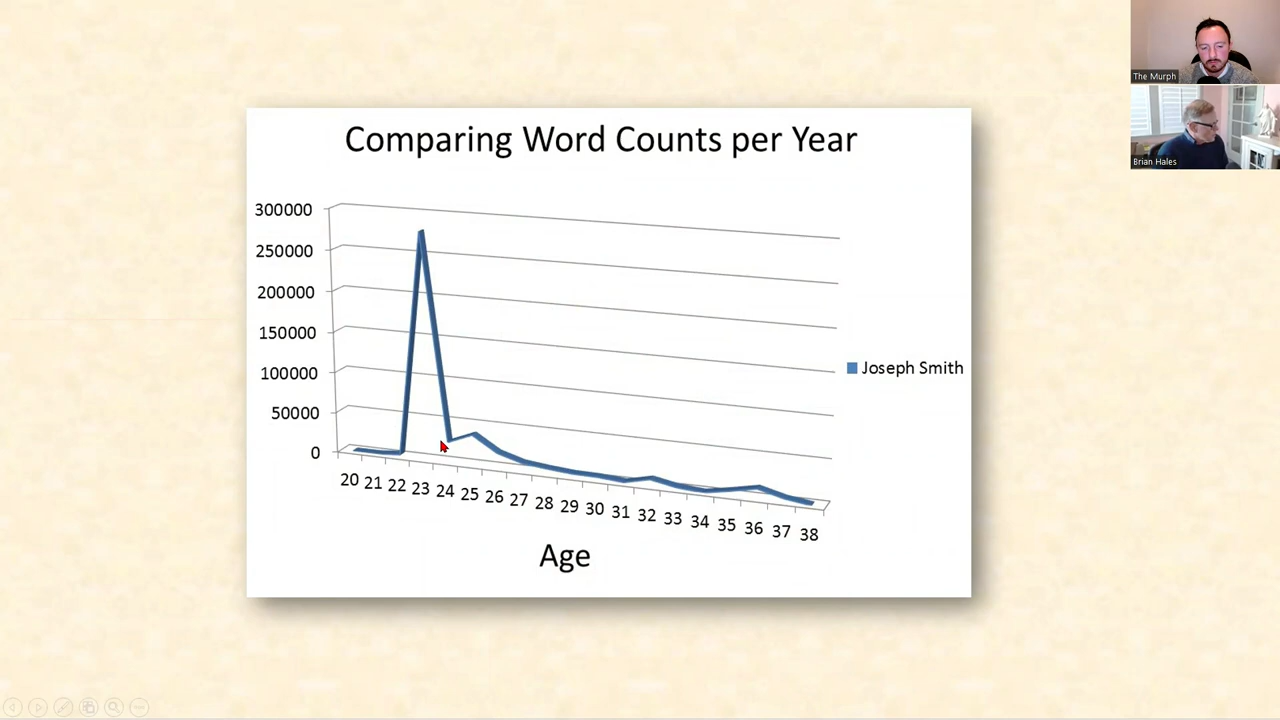 The Murph
Brian Hales
Comparing Word Counts per Year
300000
250000
200000
150000
100000
50000
0
20 21 22 23 24 25 26 27 28 29 30 31 32 33 34 35 36 37 38
Age
Joseph Smith